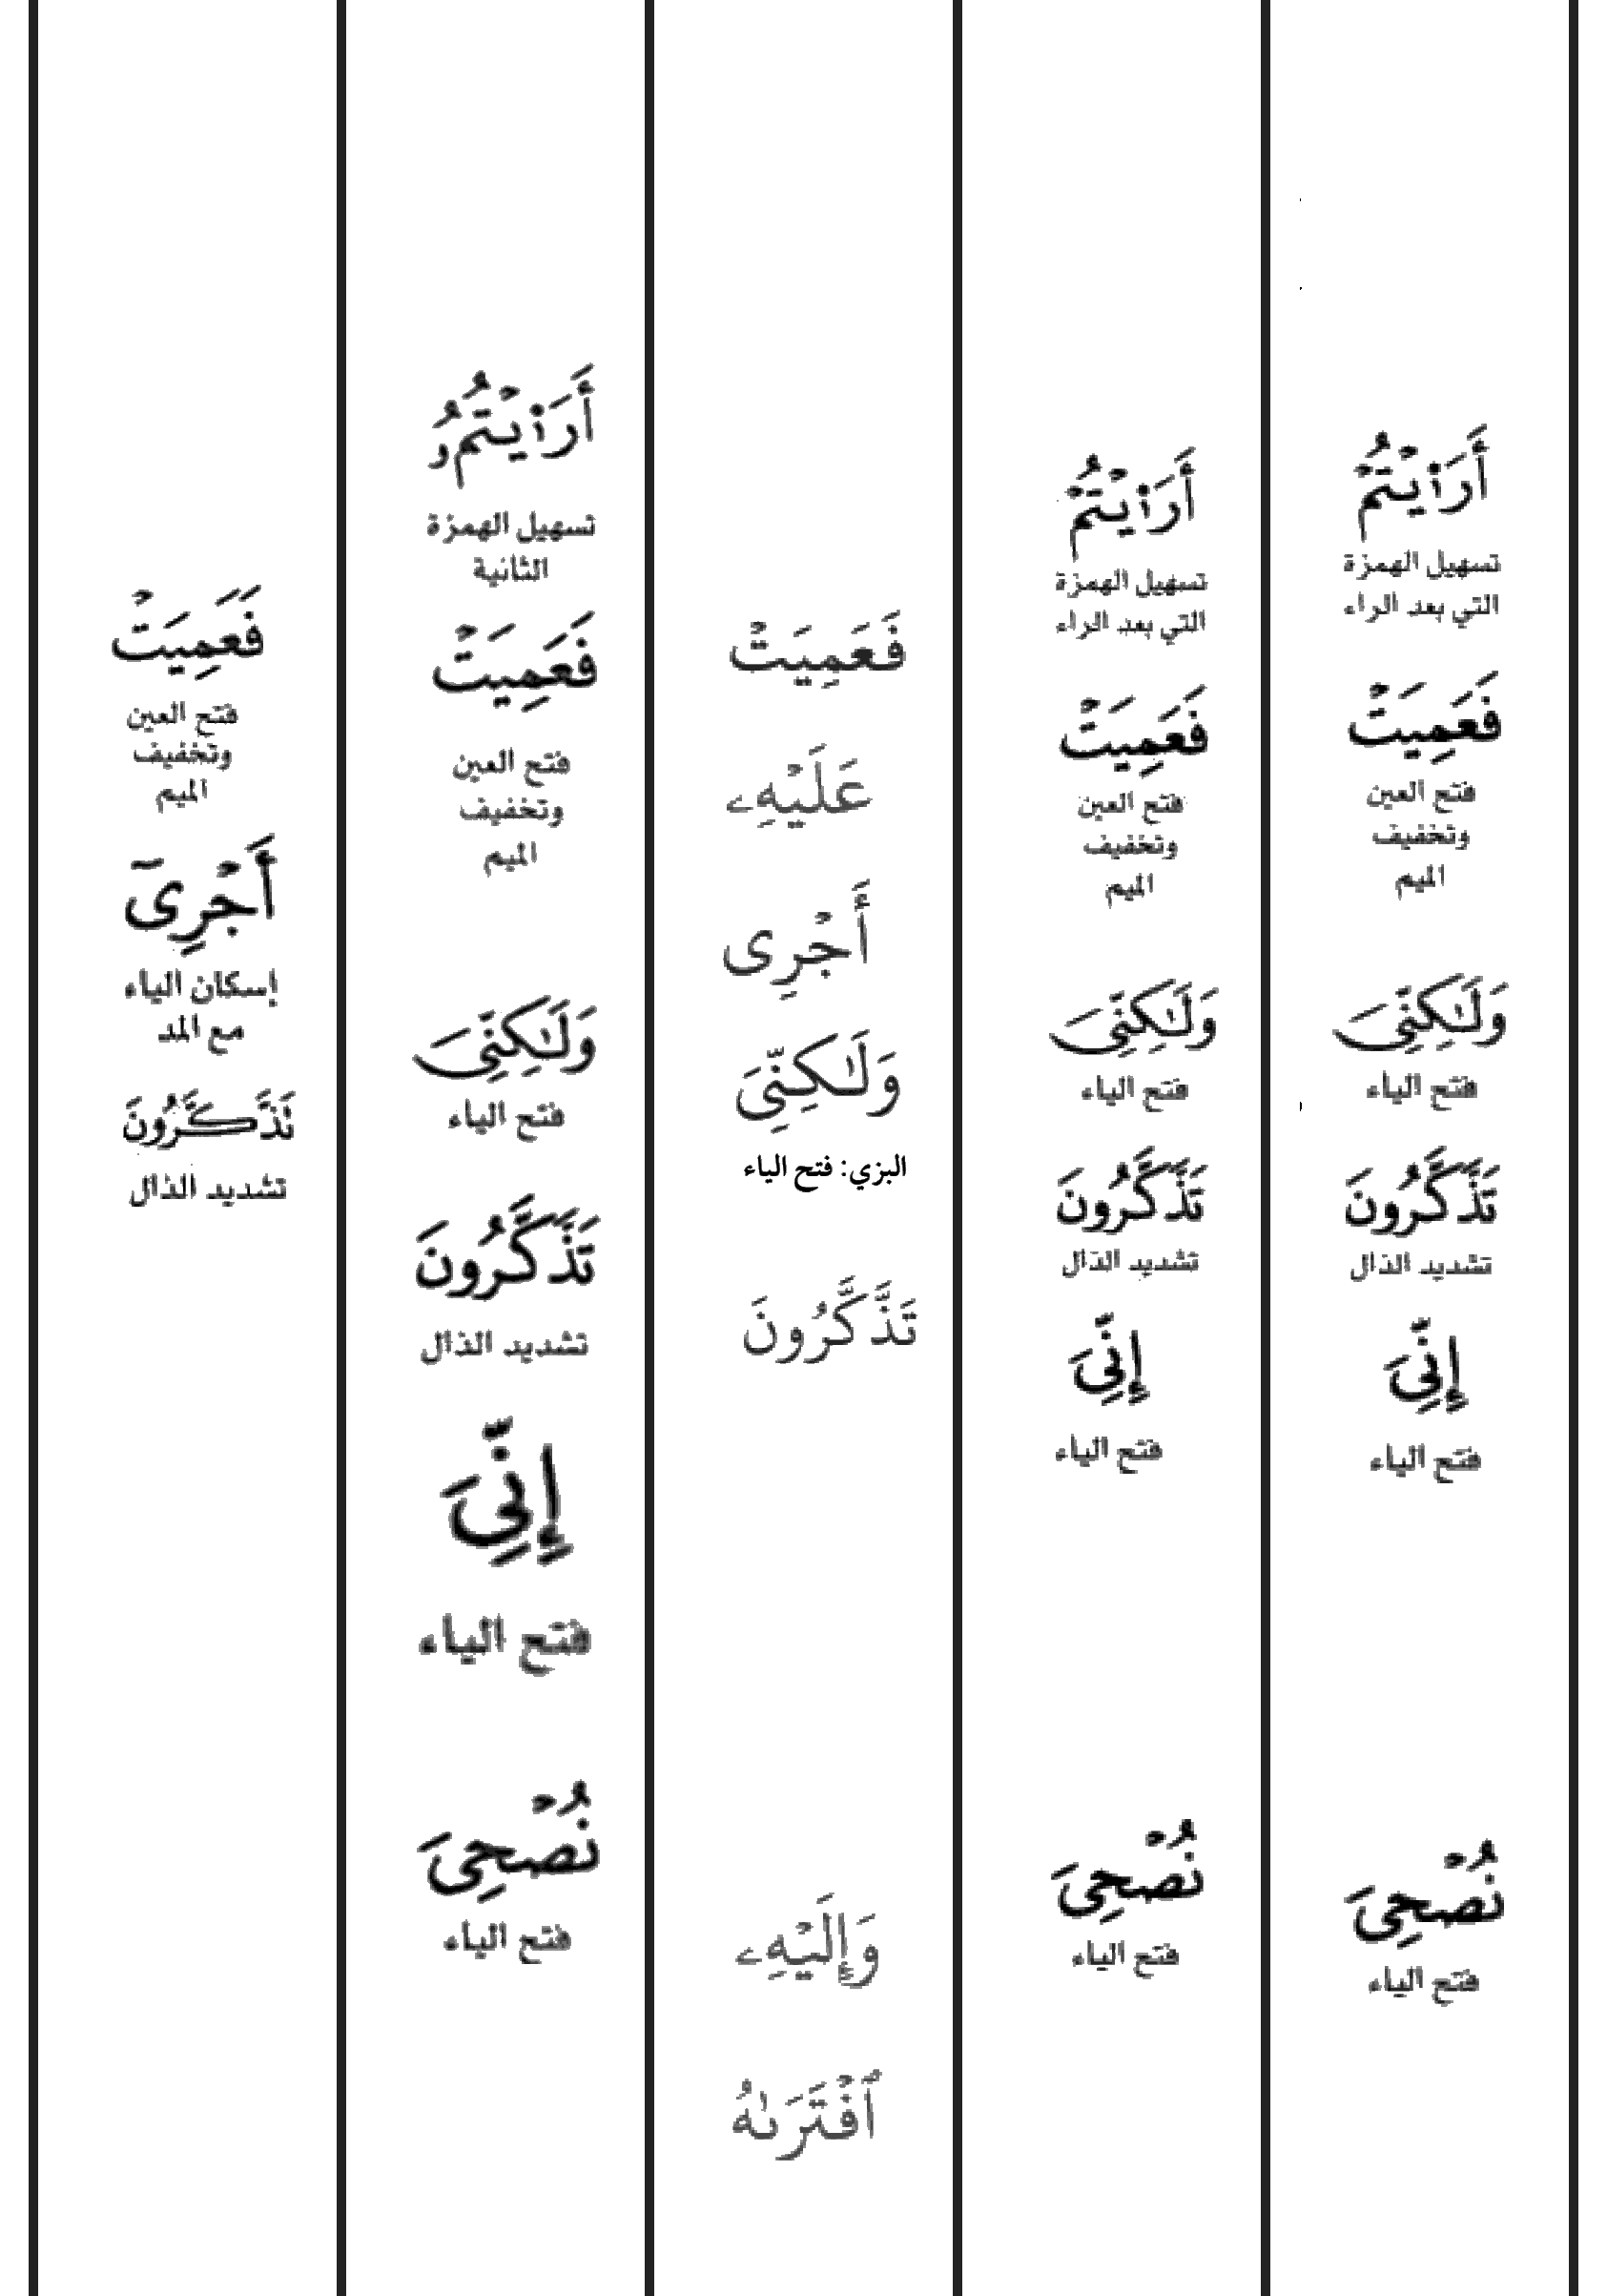 أَرَءَيۡتُمۡ
تسهيل الهمزة
التي بعد الراء
فَعَمِيَتۡ
فتح العين
وتخفيف
الميم
وَلَٰكِنِّيَ
فتح الياء
تَذَّكَّرُونَ
تشديد الذال
إِنِّيَ
فتح الياء
نُصۡحِيَ
فتح الياء
أَرَءَيۡتُمۡ
تسهيل الهمزة
التي بعد الراء
فَعَمِيَتۡ
فتح العين
وتخفيف
الميم
وَلَٰكِنِّيَ
فتح الياء
تَذَّكَّرُونَ
تشديد الذال
إِنِّيَ
فتح الياء
نُصۡحِيَ
فتح الياء
فَعَمِيَتۡ
عَلَيۡهِۦ
أَجۡرِي
وَلَٰكِنِّيَ
البزي: فتح الياء
تَذَّكَّرُونَ
وَإِلَيۡهِۦ
ٱفۡتَرَىٰهُ
أَرَءَيۡتُمُۥ
تسهيل الهمزة
الثانية
فَعَمِيَتۡ
فتح العين
وتخفيف
الميم
وَلَٰكِنِّيَ
فتح الياء
تَذَّكَّرُونَ
تشديد الذال
إِنِّيَ
فتح الياء
نُصۡحِيَ
فتح الياء
فَعَمِيَتۡ
فتح العين
وتخفيف
الميم
أَجۡرِيٓ
إسكان الياء
مع المد
تَذَّكَّرُونَ
تشديد الذال